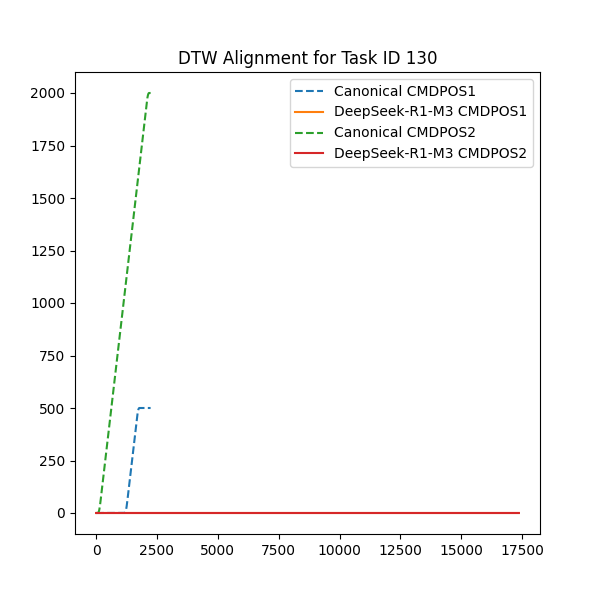 DTW Alignment for Task ID 130
Canonical CMDPOS1
DeepSeek-R1-M3 CMDPOS1
Canonical CMDPOS2
DeepSeek-R1-M3 CMDPOS2
2000
1750
1500
1250
1000
750
500
250
0
0 2500 5000 7500 10000 12500 15000 17500